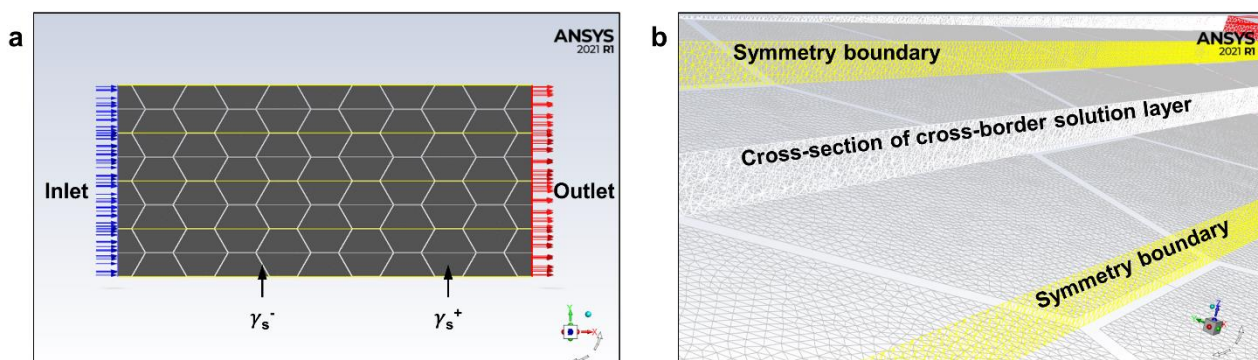 a
ANSYS
2021 R1
Inlet
Outlet
γs-
γs+
Y
X
b
ANSYS
2021 R1
Symmetry boundary
Cross-section of cross-border solution layer
Symmetry boundary